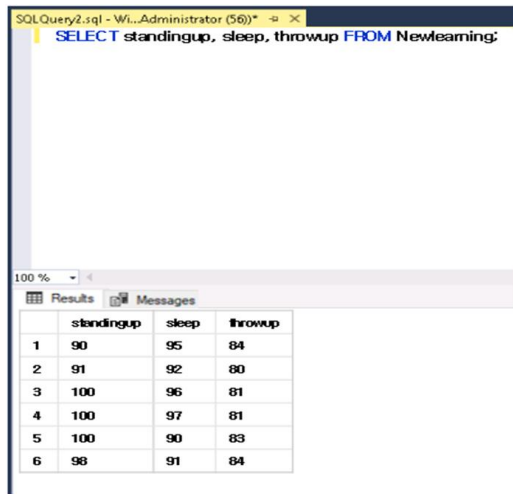 SQLQuery2.sql - Wi...Administrator (56))*
SELECT standingup, sleep, throwup FROM Newlearning;
100 %
Results Messages
standingup sleep throwup
1 90 95 84
2 91 92 80
3 100 96 81
4 100 97 81
5 100 90 83
6 98 91 84